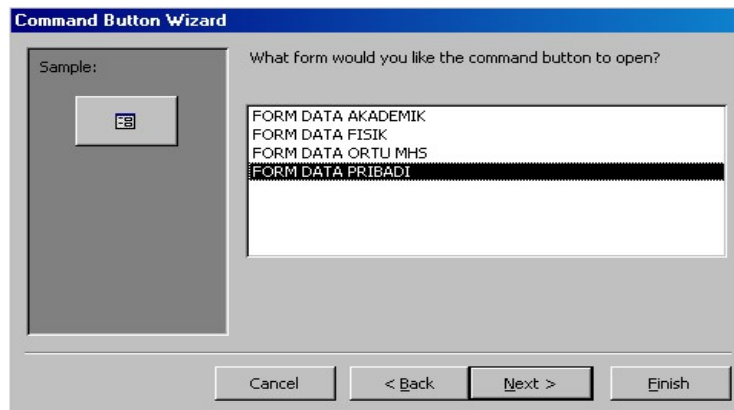 Command Button Wizard
Sample:
What form would you like the command button to open?
FORM DATA AKADEMIK
FORM DATA FISIK
FORM DATA ORTU MHS
FORM DATA PRIBADI
Cancel
< Back
Next >
Finish